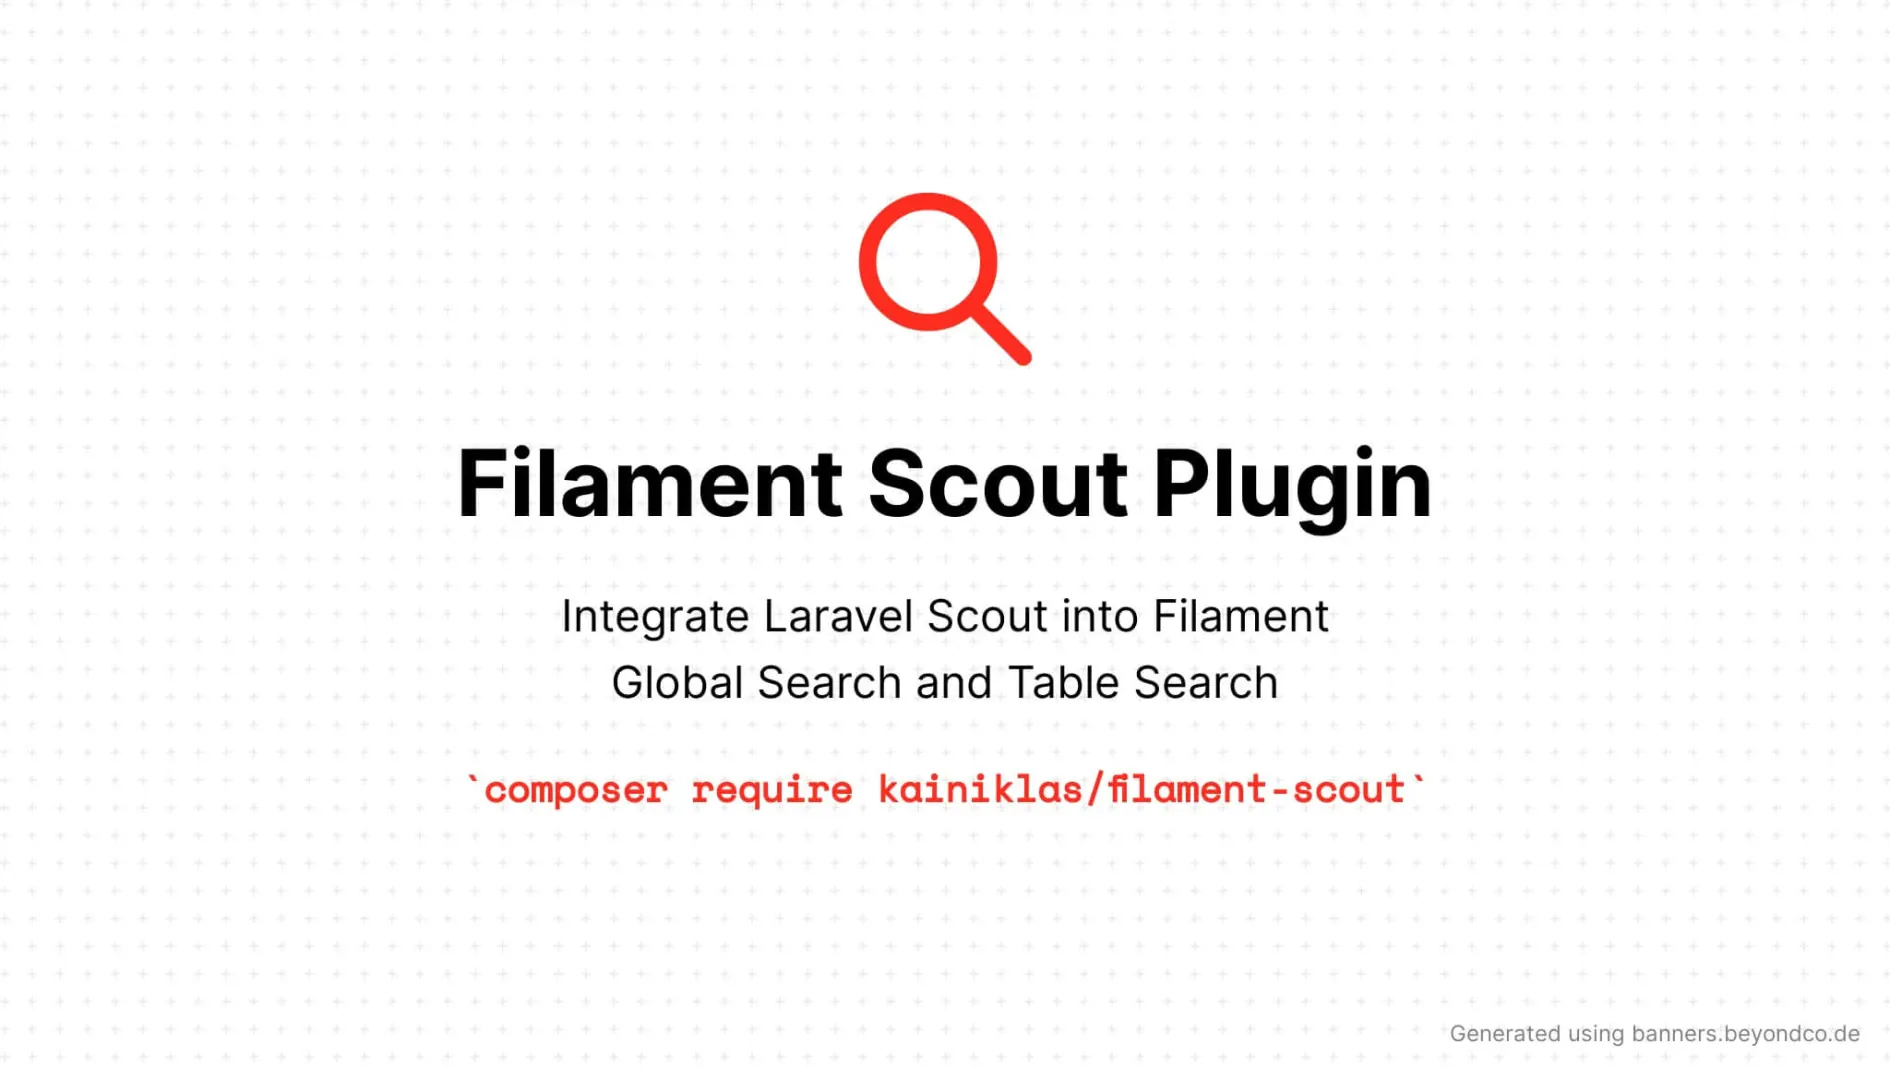 Filament Scout Plugin
Integrate Laravel Scout into Filament
Global Search and Table Search
`composer require kainiklas/filament-scout`
Generated using banners.beyondco.de